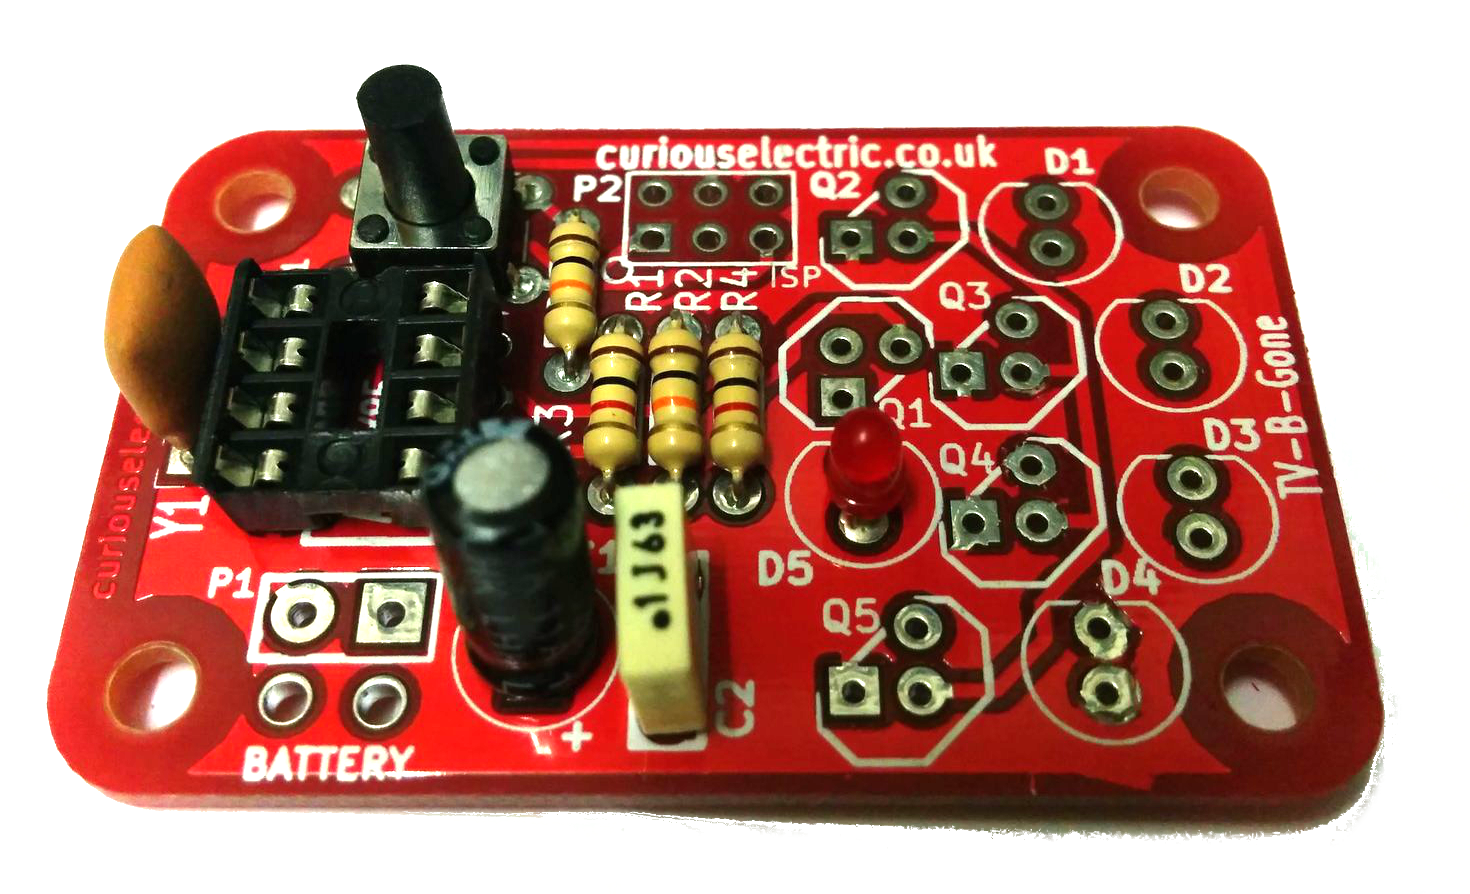 curiouselectric.co.uk
P2
Q2
D1
ISP
R1
R2
R4
Q3
D2
Q1
TV-B-Gone
Q4
D3
Y1
D5
D4
P1
.1J63
Q5
C2
+
BATTERY